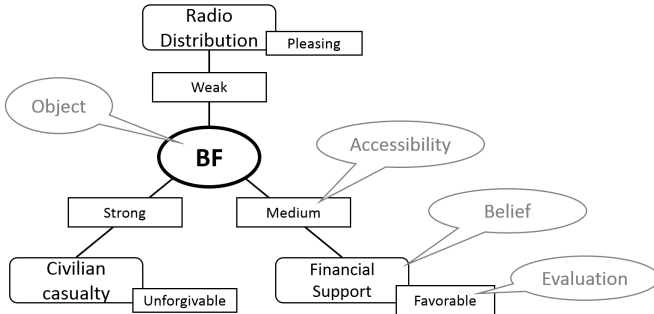 Radio
Distribution
Pleasing
Weak
Object
Accessibility
BF
Strong
Medium
Belief
Civilian
casualty
Unforgivable
Financial
Support
Favorable
Evaluation